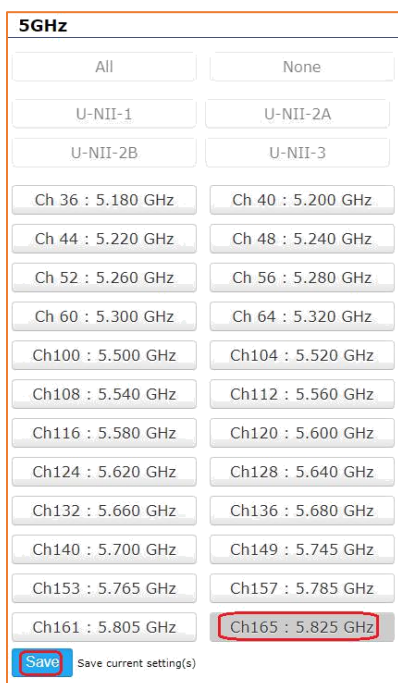 5GHz
All None
U-NII-1 U-NII-2A
U-NII-2B U-NII-3
Ch 36 : 5.180 GHz Ch 40 : 5.200 GHz
Ch 44 : 5.220 GHz Ch 48 : 5.240 GHz
Ch 52 : 5.260 GHz Ch 56 : 5.280 GHz
Ch 60 : 5.300 GHz Ch 64 : 5.320 GHz
Ch100 : 5.500 GHz Ch104 : 5.520 GHz
Ch108 : 5.540 GHz Ch112 : 5.560 GHz
Ch116 : 5.580 GHz Ch120 : 5.600 GHz
Ch124 : 5.620 GHz Ch128 : 5.640 GHz
Ch132 : 5.660 GHz Ch136 : 5.680 GHz
Ch140 : 5.700 GHz Ch149 : 5.745 GHz
Ch153 : 5.765 GHz Ch157 : 5.785 GHz
Ch161 : 5.805 GHz Ch165 : 5.825 GHz
Save Save current setting(s)